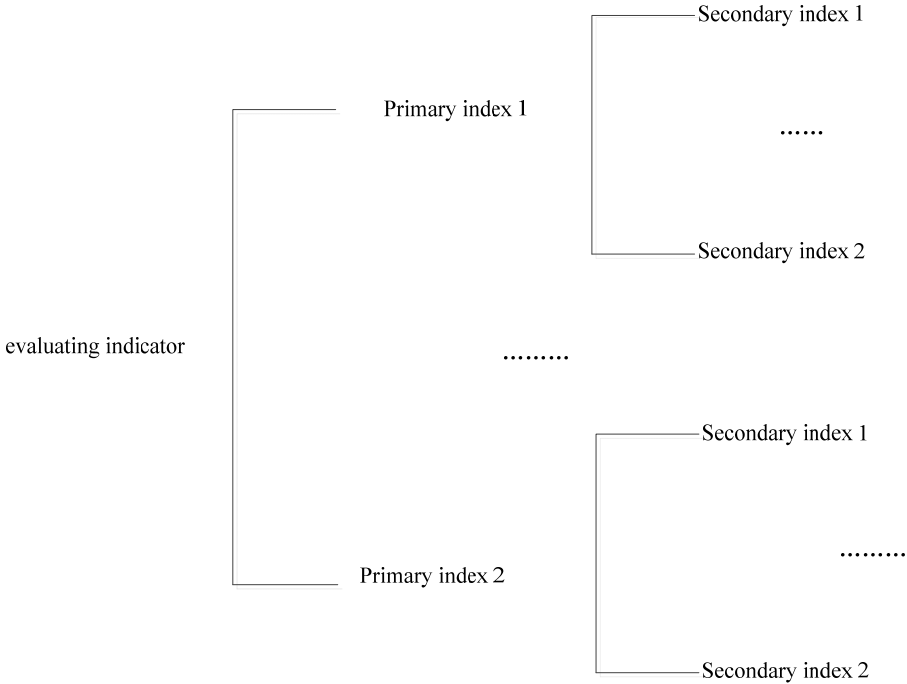 Secondary index 1
Primary index 1
......
Secondary index 2
evaluating indicator
.........
Secondary index 1
.........
Primary index 2
Secondary index 2